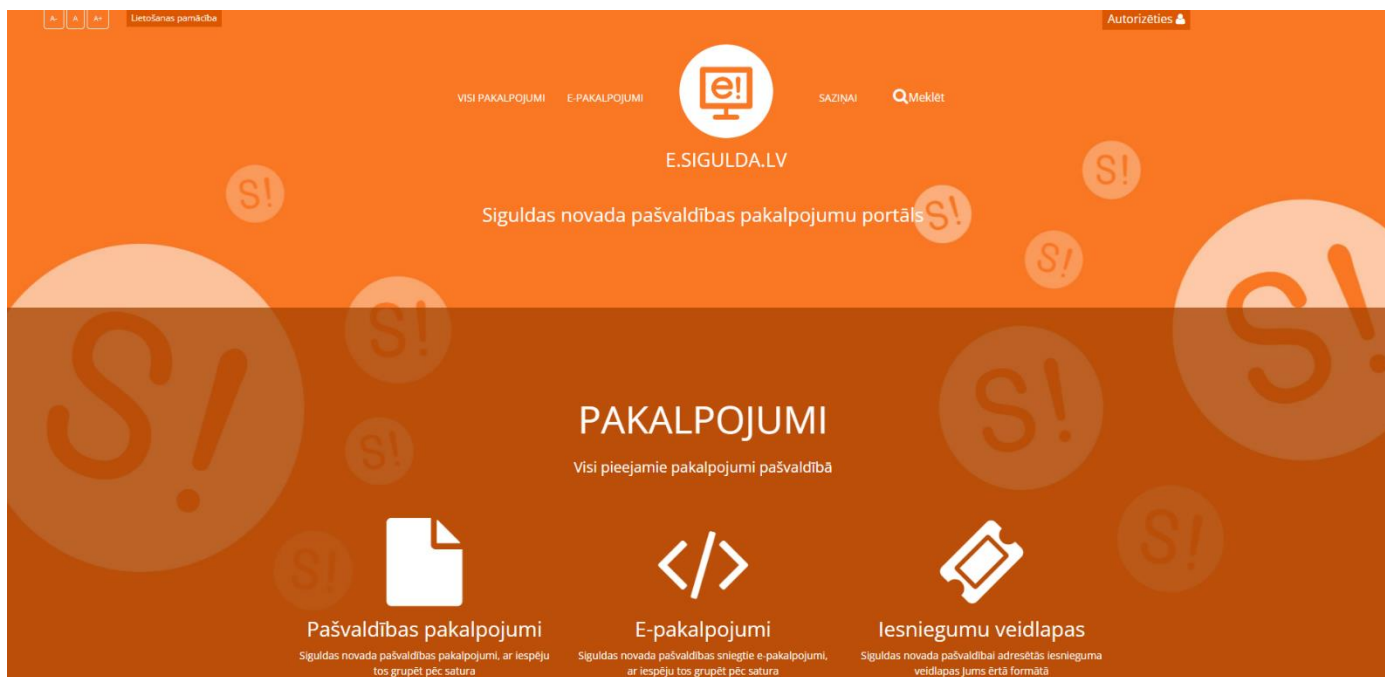 A- A A+ Lietošanas pamācība Autorizēties
e!
VISI PAKALPOJUMI E-PAKALPOJUMI SAZIŅAI Meklēt
E.SIGULDA.LV
Siguldas novada pašvaldības pakalpojumu portāls
S!
S!
S!
S!
S!
S!
S!
S!
S!
PAKALPOJUMI
S!
Visi pieejamie pakalpojumi pašvaldībā
S!
S!
</>
Pašvaldības pakalpojumi E-pakalpojumi Iesniegumu veidlapas
Siguldas novada pašvaldības pakalpojumi, ar iespēju Siguldas novada pašvaldības sniegtie e-pakalpojumi, Siguldas novada pašvaldībai adresētās iesnieguma
tos grupēt pēc satura ar iespēju tos grupēt pēc satura veidlapas Jums ērtā formātā